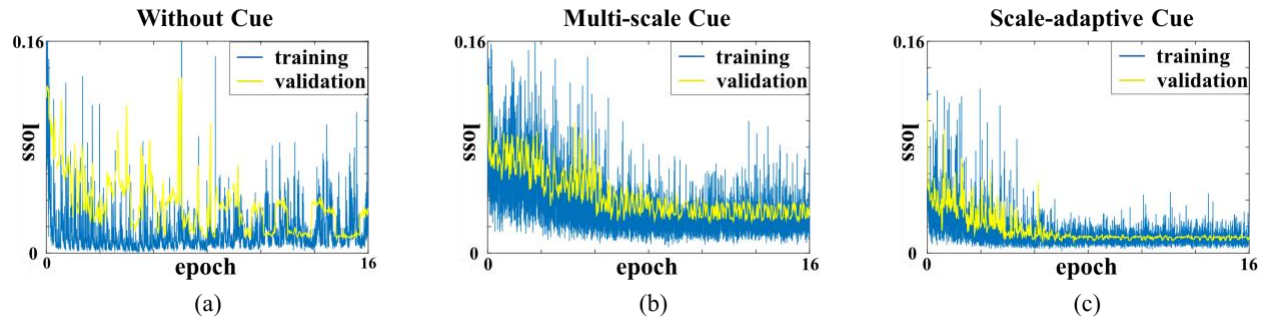 Without Cue
0.16
training
validation
loss
0
0
epoch
16
(a)
Multi-scale Cue
0.16
training
validation
loss
0
0
epoch
16
(b)
Scale-adaptive Cue
0.16
training
validation
loss
0
0
epoch
16
(c)